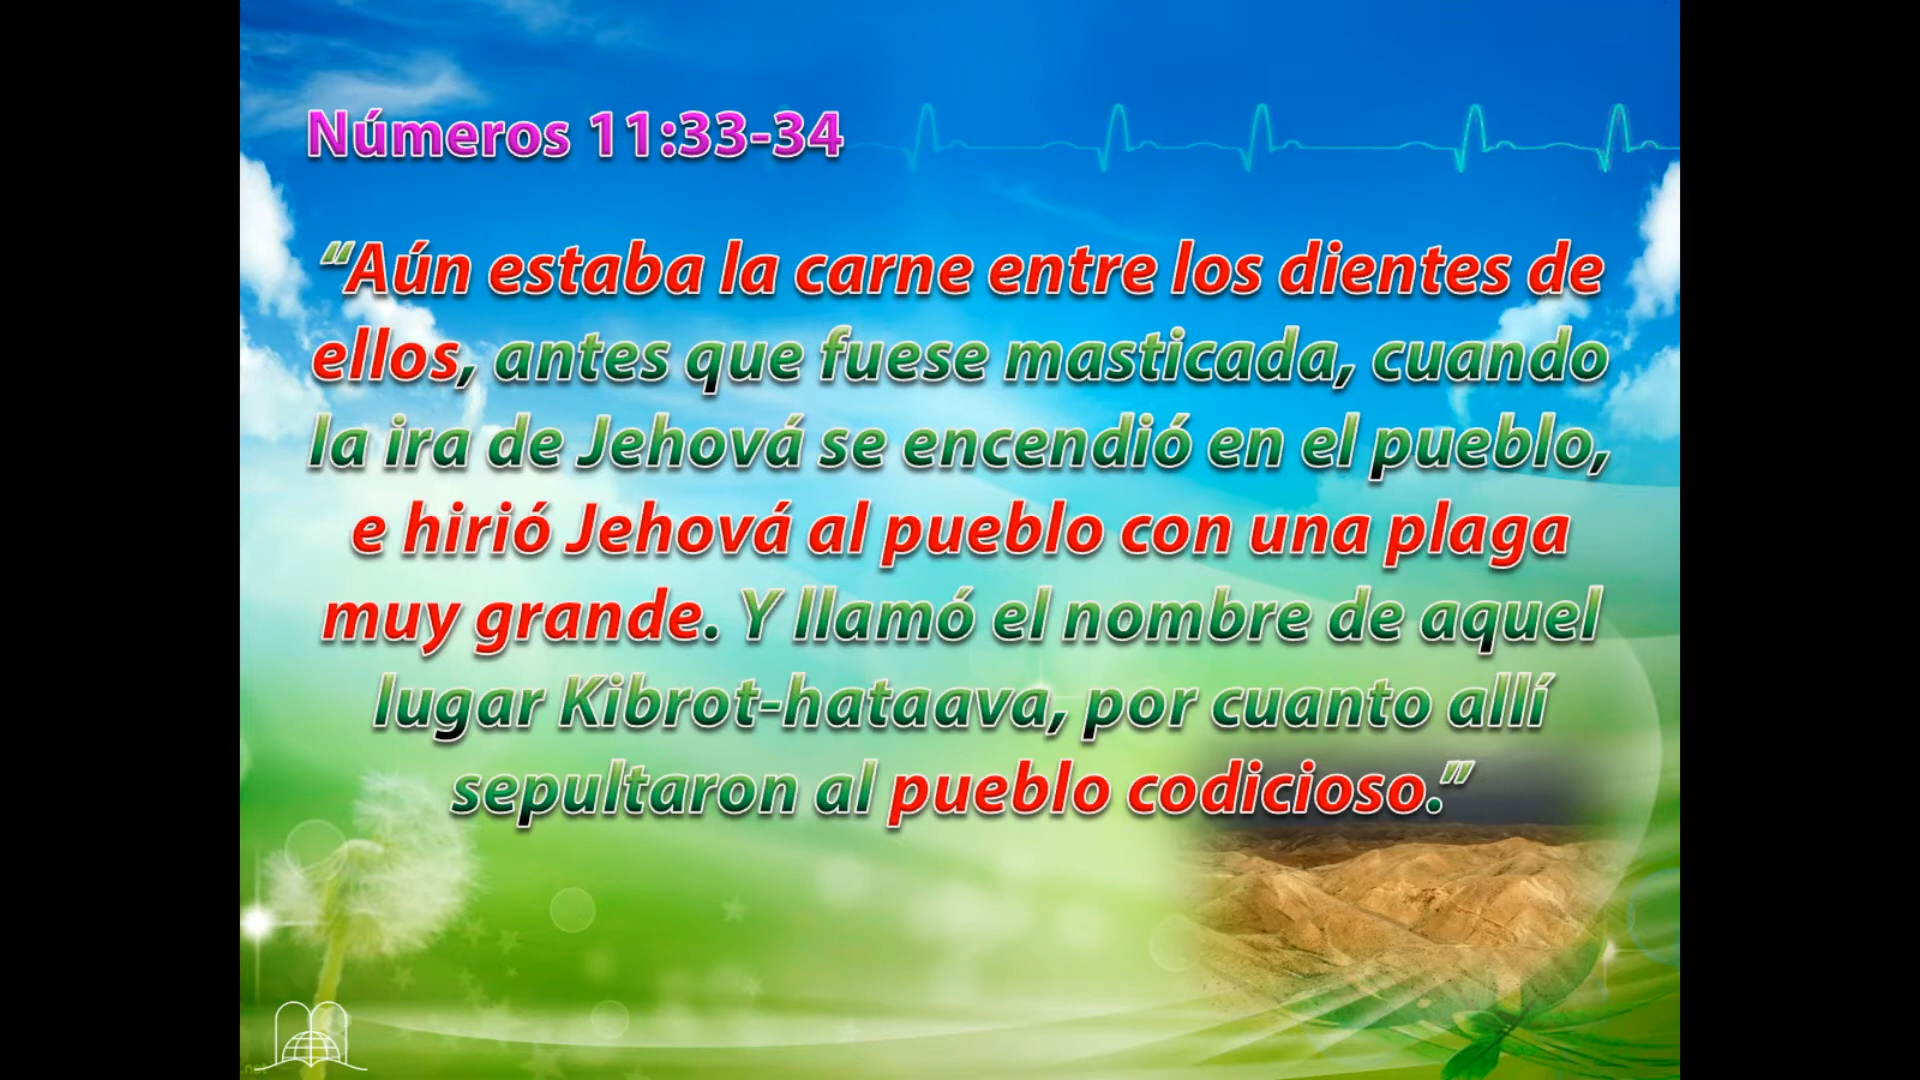 Números 11:33-34
“Aún estaba la carne entre los dientes de
ellos, antes que fuese masticada, cuando
la ira de Jehová se encendió en el pueblo,
e hirió Jehová al pueblo con una plaga
muy grande. Y llamó el nombre de aquel
lugar Kibrot-hataava, por cuanto allí
sepultaron al pueblo codicioso.”
.net